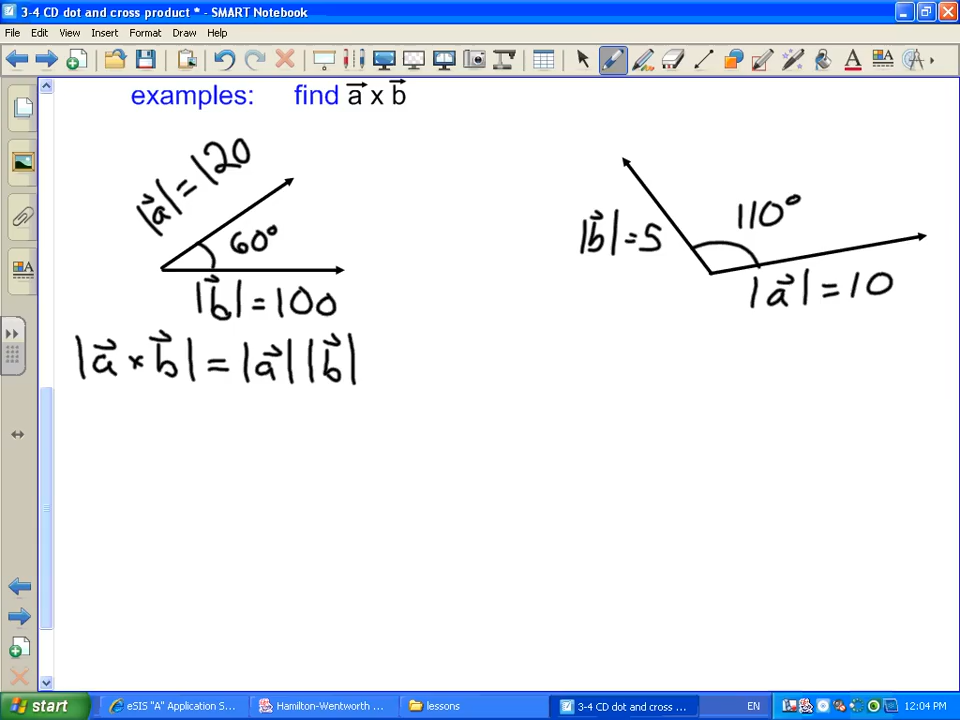 3-4 CD dot and cross product * - SMART Notebook
File Edit View Insert Format Draw Help
examples: find a⃗ x b⃗
|a⃗| = 120
60°
|b⃗| = 100
110°
|b⃗| = 5
|a⃗| = 10
|a⃗ × b⃗| = |a⃗| |b⃗|
start
eSIS "A" Application S...
Hamilton-Wentworth ...
lessons
3-4 CD dot and cross ...
EN
12:04 PM